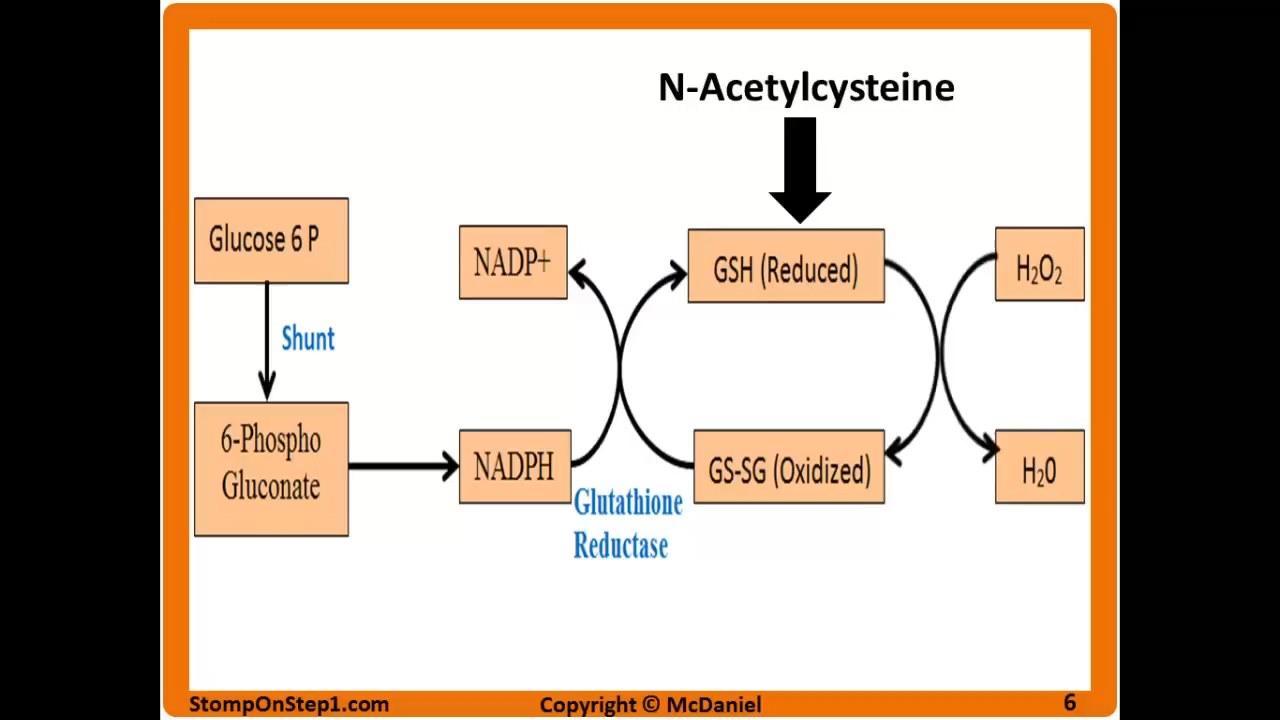 N-Acetylcysteine
Glucose 6 P
NADP+
GSH (Reduced)
H₂O₂
Shunt
6-Phospho
Gluconate
NADPH
GS-SG (Oxidized)
H₂0
Glutathione
Reductase
StompOnStep1.com
Copyright © McDaniel
6